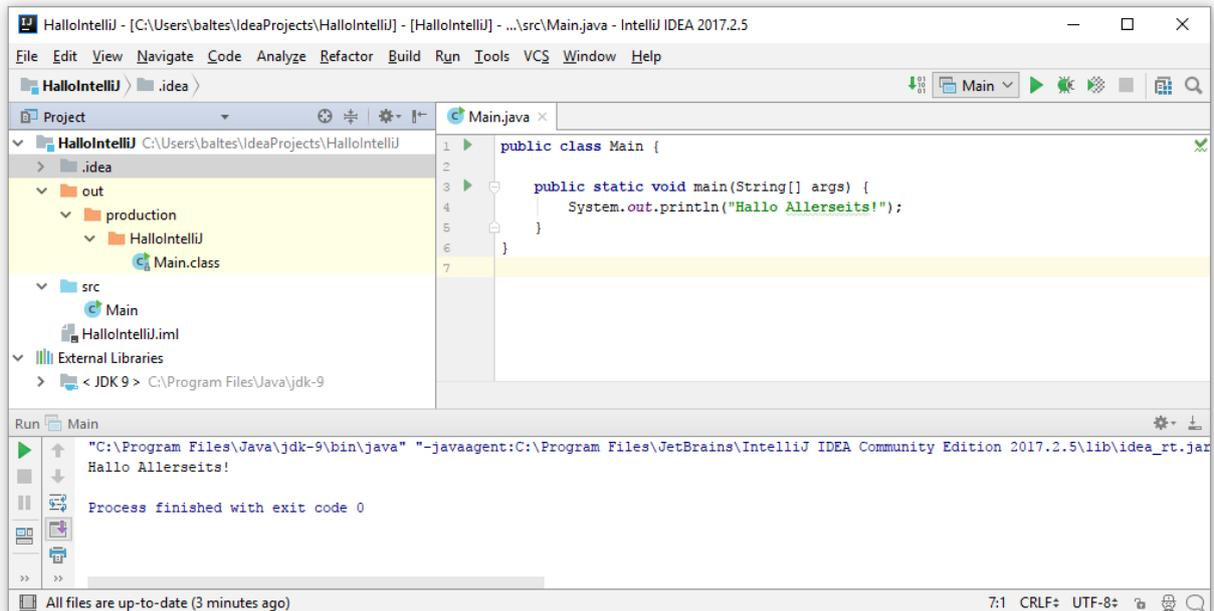 HalloIntelliJ - [C:\Users\baltes\IdeaProjects\HalloIntelliJ] - [HalloIntelliJ] - ...\src\Main.java - IntelliJ IDEA 2017.2.5
File Edit View Navigate Code Analyze Refactor Build Run Tools VCS Window Help
HalloIntelliJ .idea Main
Project
Main.java
HalloIntelliJ C:\Users\baltes\IdeaProjects\HalloIntelliJ
.idea
out
production
HalloIntelliJ
Main.class
src
Main
HalloIntelliJ.iml
External Libraries
< JDK 9 > C:\Program Files\Java\jdk-9
1 public class Main {
2
3 public static void main(String[] args) {
4 System.out.println("Hallo Allerseits!");
5 }
6 }
7
Run Main
"C:\Program Files\Java\jdk-9\bin\java" "-javaagent:C:\Program Files\JetBrains\IntelliJ IDEA Community Edition 2017.2.5\lib\idea_rt.jar
Hallo Allerseits!
Process finished with exit code 0
All files are up-to-date (3 minutes ago) 7:1 CRLF UTF-8